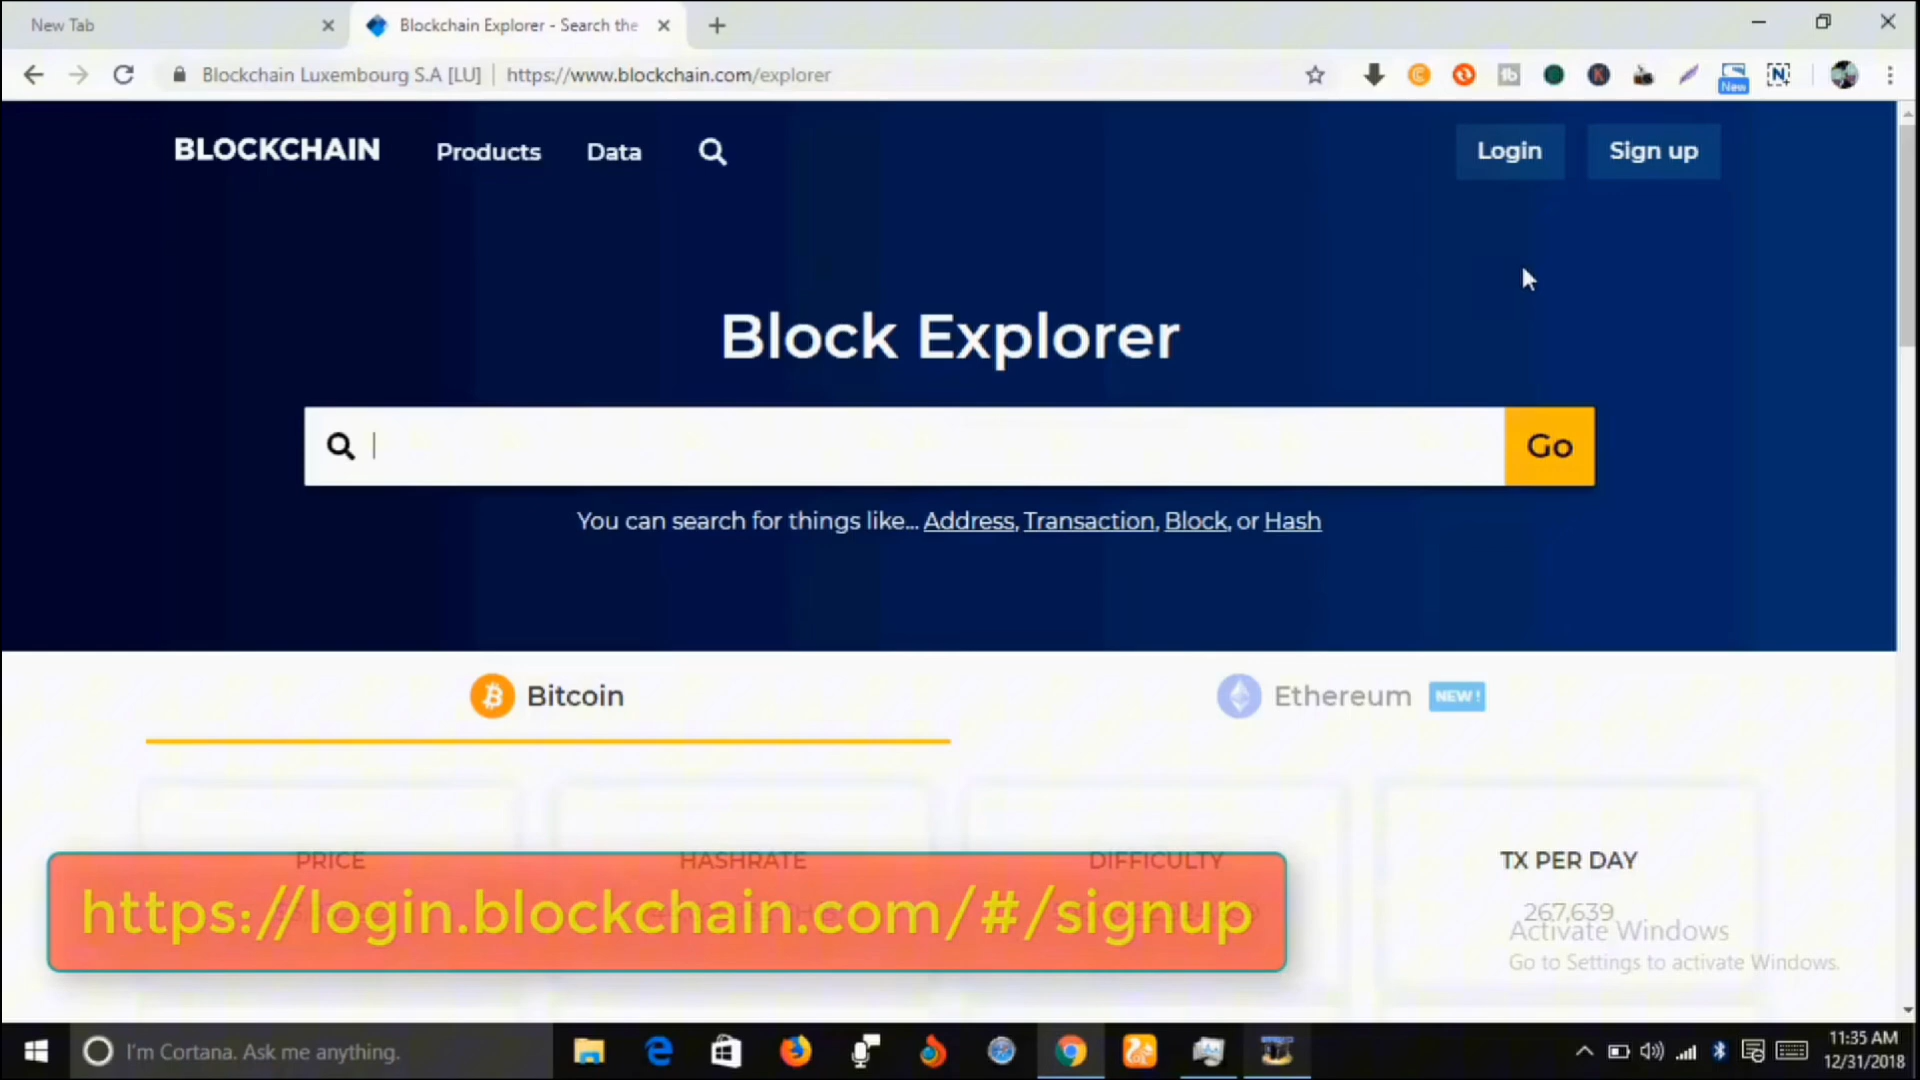 New Tab
Blockchain Explorer - Search the
Blockchain Luxembourg S.A [LU] | https://www.blockchain.com/explorer
New
BLOCKCHAIN
Products
Data
Login
Sign up
Block Explorer
Go
You can search for things like... Address, Transaction, Block, or Hash
Bitcoin
Ethereum
NEW !
PRICE
HASHRATE
DIFFICULTY
TX PER DAY
267,639
https://login.blockchain.com/#/signup
Activate Windows
Go to Settings to activate Windows.
I'm Cortana. Ask me anything.
11:35 AM
12/31/2018